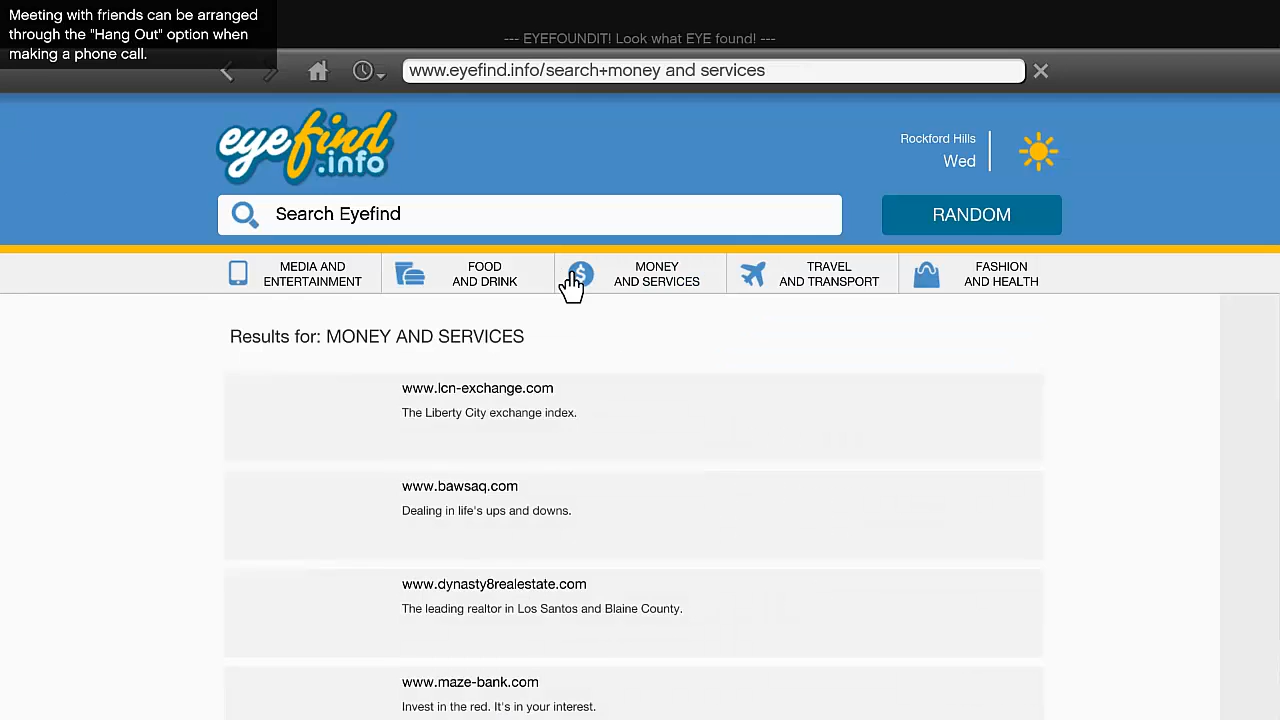 Meeting with friends can be arranged
through the "Hang Out" option when
making a phone call.
--- EYEFOUNDIT! Look what EYE found! ---
www.eyefind.info/search+money and services
eyefind
.info
Rockford Hills
Wed
Search Eyefind
RANDOM
MEDIA AND
ENTERTAINMENT
FOOD
AND DRINK
$
MONEY
AND SERVICES
TRAVEL
AND TRANSPORT
FASHION
AND HEALTH
Results for: MONEY AND SERVICES
www.lcn-exchange.com
The Liberty City exchange index.
www.bawsaq.com
Dealing in life's ups and downs.
www.dynasty8realestate.com
The leading realtor in Los Santos and Blaine County.
www.maze-bank.com
Invest in the red. It's in your interest.